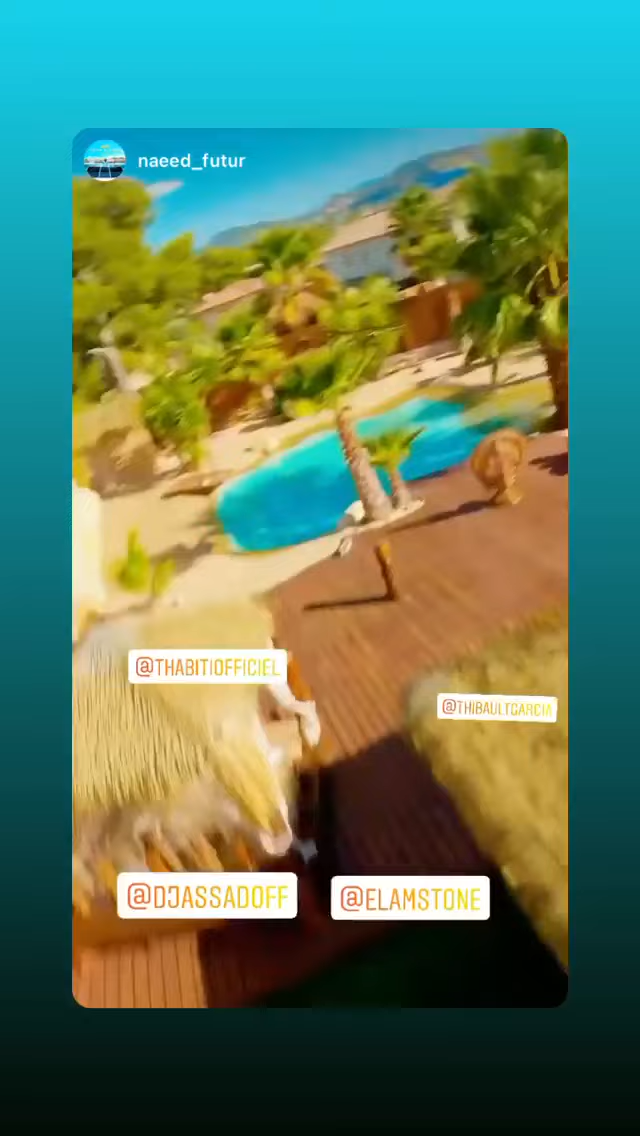 naeed_futur
@THABITIOFFICIEL
@THIBAULTGARCIA
@DJASSADOFF
@ELAMSTONE